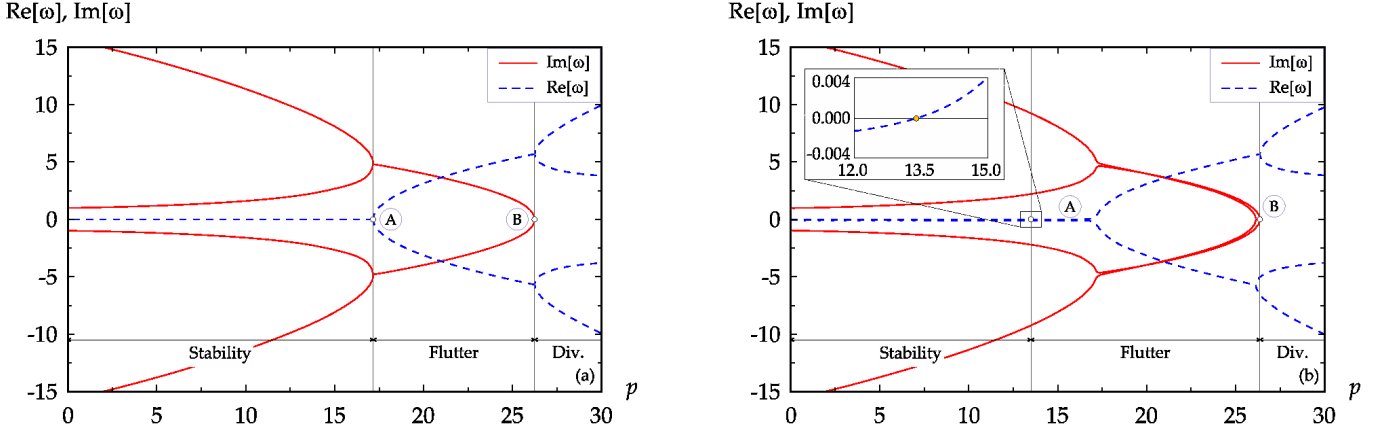 Re[ω], Im[ω]
15
10
5
0
-5
-10
-15
0
5
10
15
20
25
30
p
Im[ω]
Re[ω]
A
B
Stability
Flutter
Div.
(a)
Re[ω], Im[ω]
15
10
5
0
-5
-10
-15
0
5
10
15
20
25
30
p
Im[ω]
Re[ω]
0.004
0.000
-0.004
12.0
13.5
15.0
A
B
Stability
Flutter
Div.
(b)